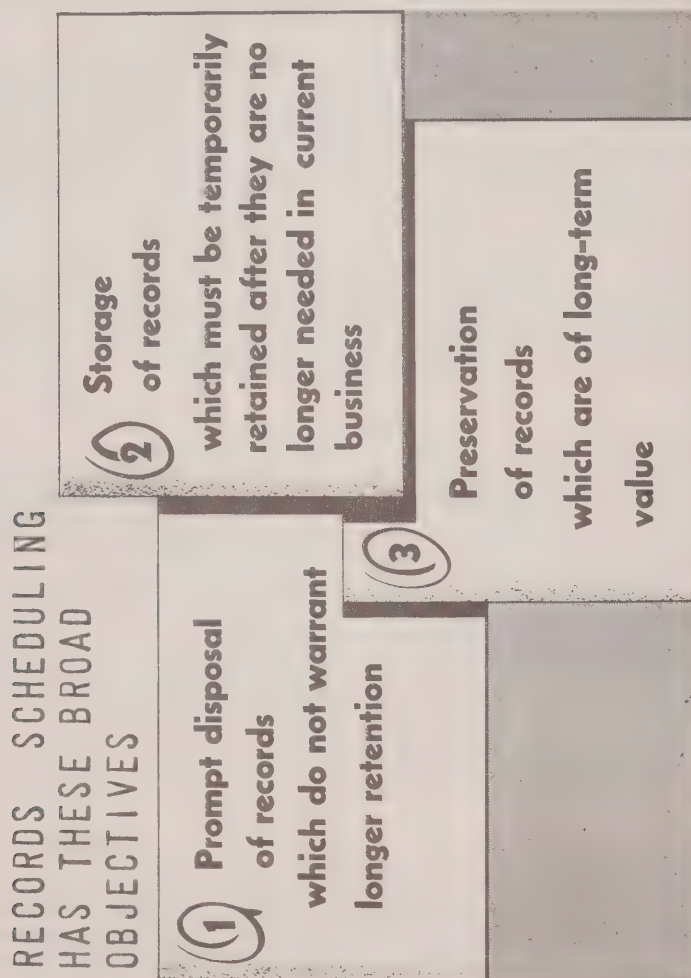 RECORDS SCHEDULING
HAS THESE BROAD
OBJECTIVES
1
Prompt disposal
of records
which do not warrant
longer retention
2
Storage
of records
which must be temporarily
retained after they are no
longer needed in current
business
3
Preservation
of records
which are of long-term
value